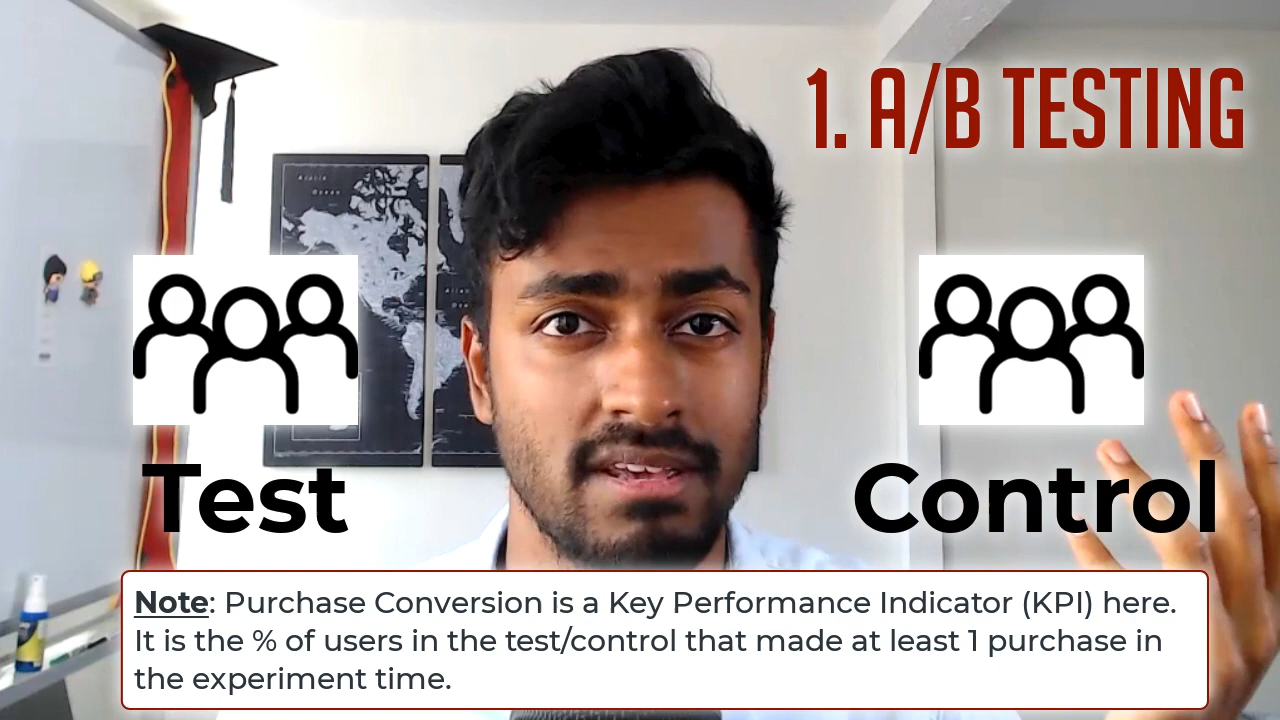 1. A/B TESTING
Test
Control
Note: Purchase Conversion is a Key Performance Indicator (KPI) here.
It is the % of users in the test/control that made at least 1 purchase in
the experiment time.